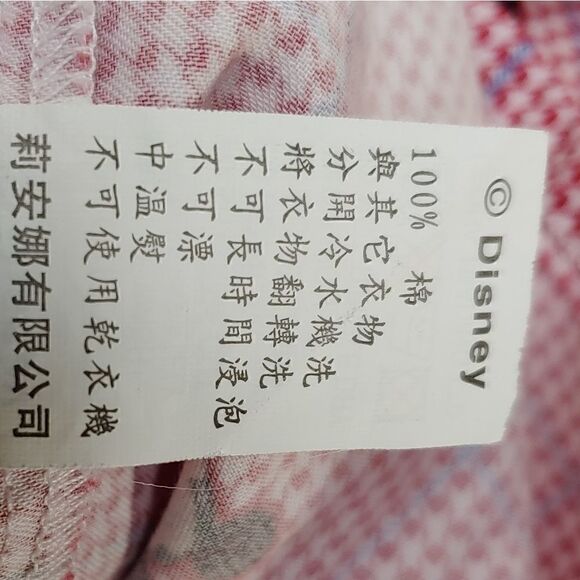 © Disney
100% 棉
與其它衣物
分開冷水機洗
將衣物翻轉洗
不可長時間浸泡
不可漂
中溫熨
不可使用乾衣機
莉安娜有限公司